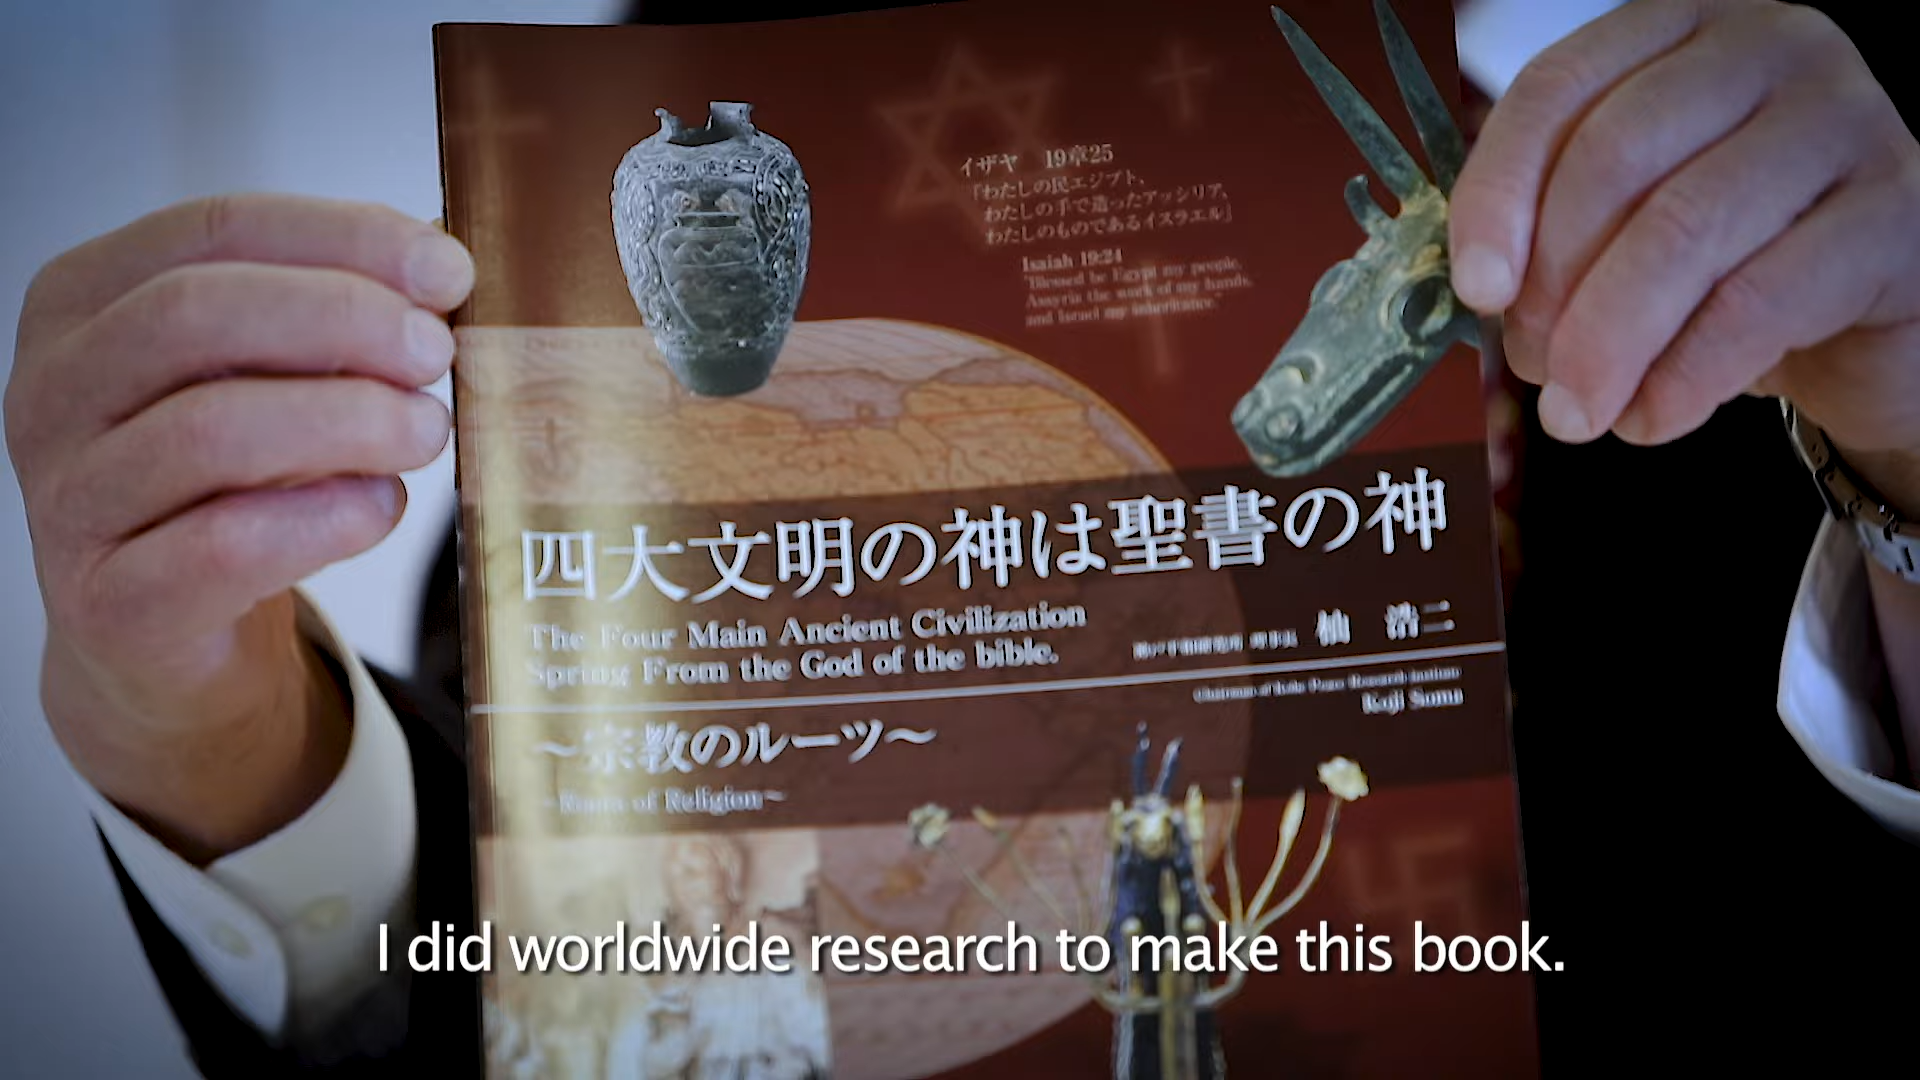 イザヤ 19章25
「わたしの民エジプト、
わたしの手で造ったアッシリア、
わたしのものであるイスラエル」
Isaiah 19:24
"Blessed be Egypt my people,
Assyria the work of my hands,
and Israel my inheritance."
四大文明の神は聖書の神
The Four Main Ancient Civilization
Spring From the God of the bible.
浩二
Chairman of Peace Research
Koji Soma
〜宗教のルーツ〜
~Roots of Religion~
I did worldwide research to make this book.